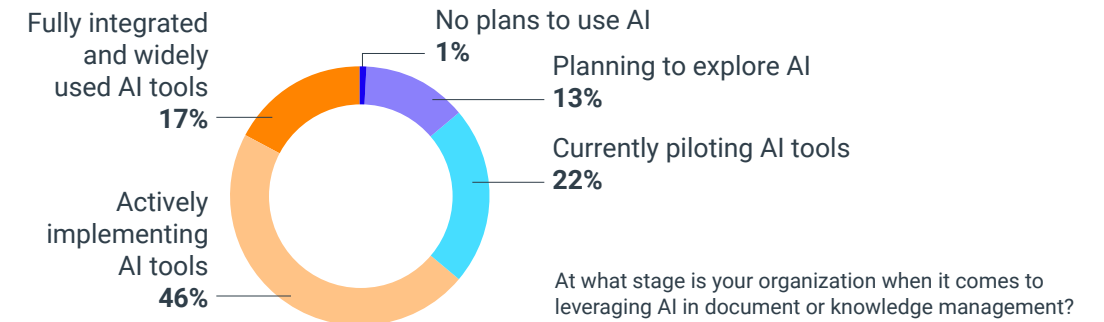 Fully integrated
and widely
used AI tools
17%
No plans to use AI
1%
Planning to explore AI
13%
Currently piloting AI tools
22%
Actively
implementing
AI tools
46%
At what stage is your organization when it comes to
leveraging AI in document or knowledge management?